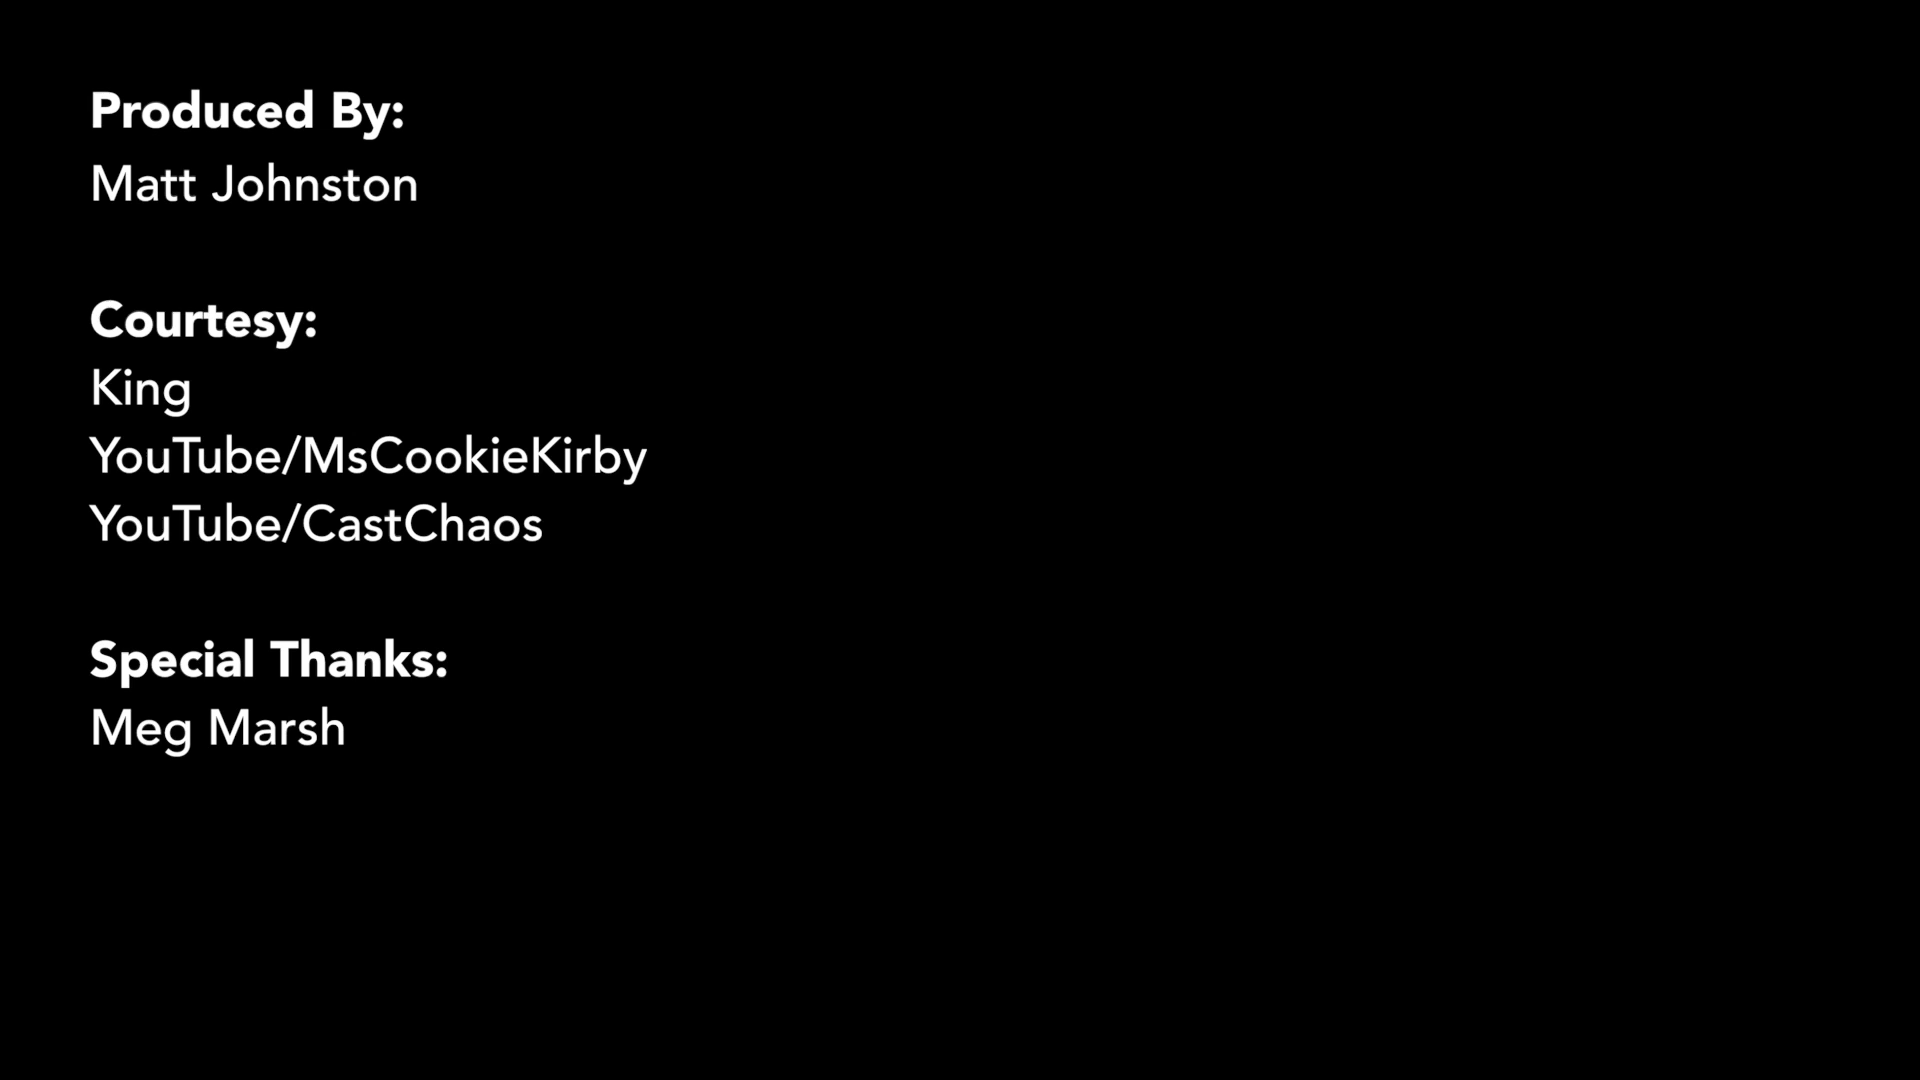 Produced By:
Matt Johnston
Courtesy:
King
YouTube/MsCookieKirby
YouTube/CastChaos
Special Thanks:
Meg Marsh